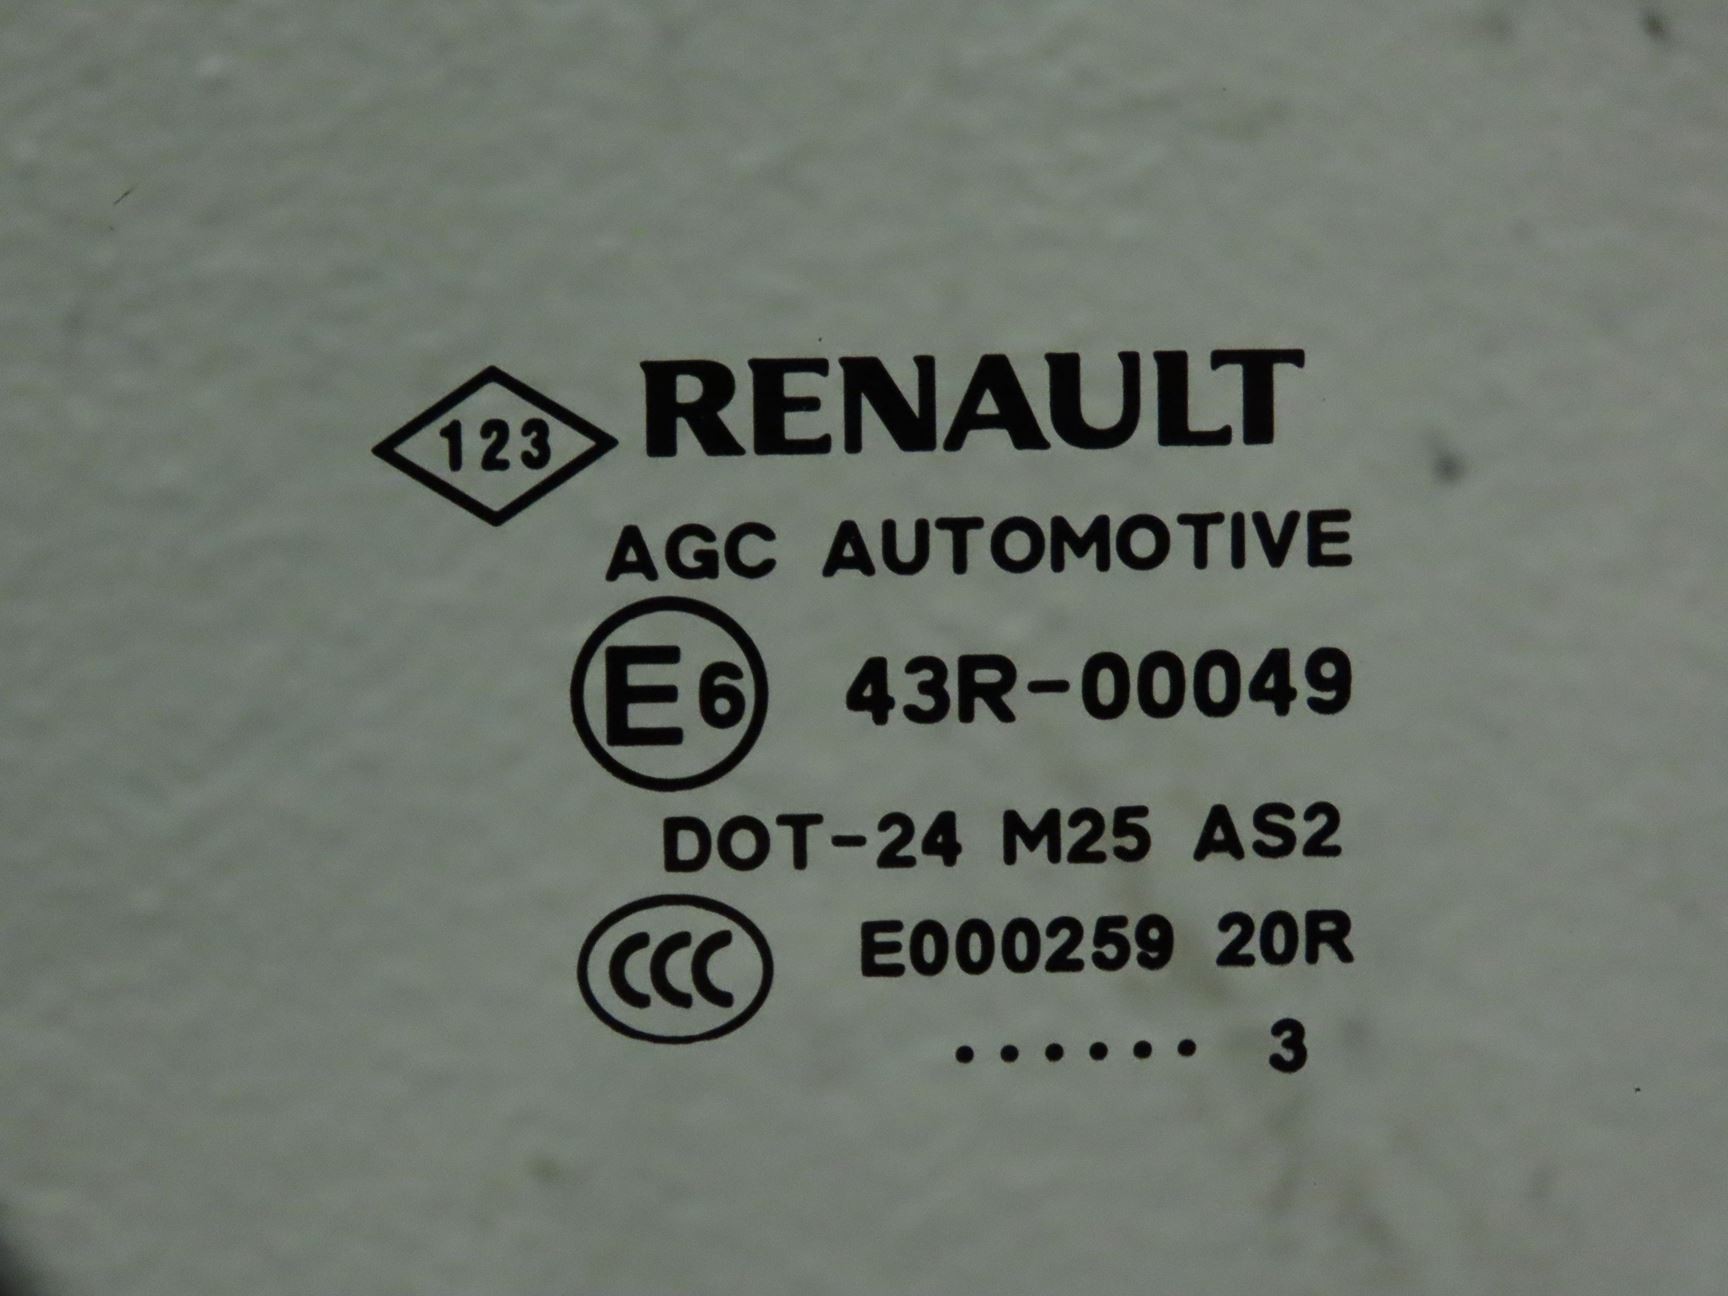 123 RENAULT
AGC AUTOMOTIVE
E6 43R-00049
DOT-24 M25 AS2
CCC E000259 20R
...... 3